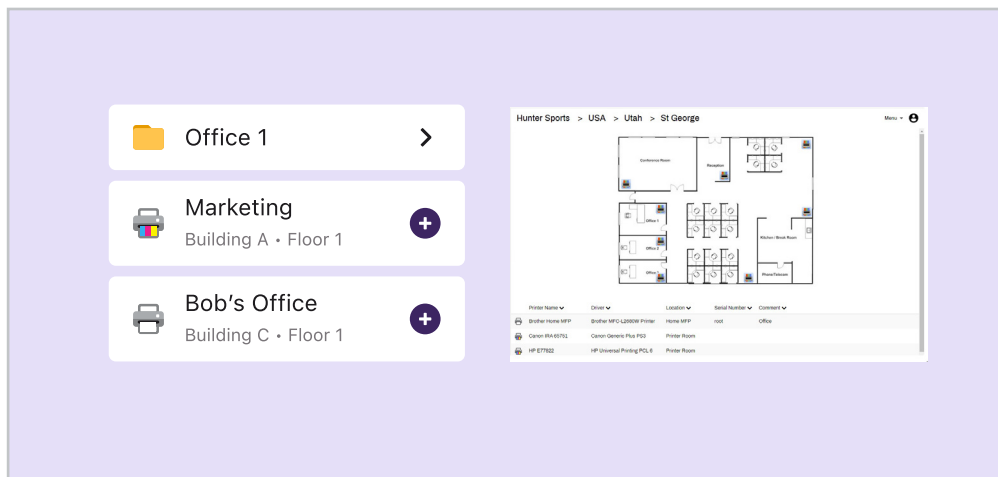 Office 1
Marketing
Building A • Floor 1
Bob's Office
Building C • Floor 1
Hunter Sports > USA > Utah > St George
Menu
Conference Room
Reception
Office 1
Office 2
Office
Kitchen / Break Room
Phone/Telecom
Printer Name Driver Location Serial Number Comment
Brother Home MFP Brother MFC-L2680W Printer Home MFP root Office
Canon IRA 65751 Canon Generic Plus PS3 Printer Room
HP E77822 HP Universal Printing PCL 6 Printer Room